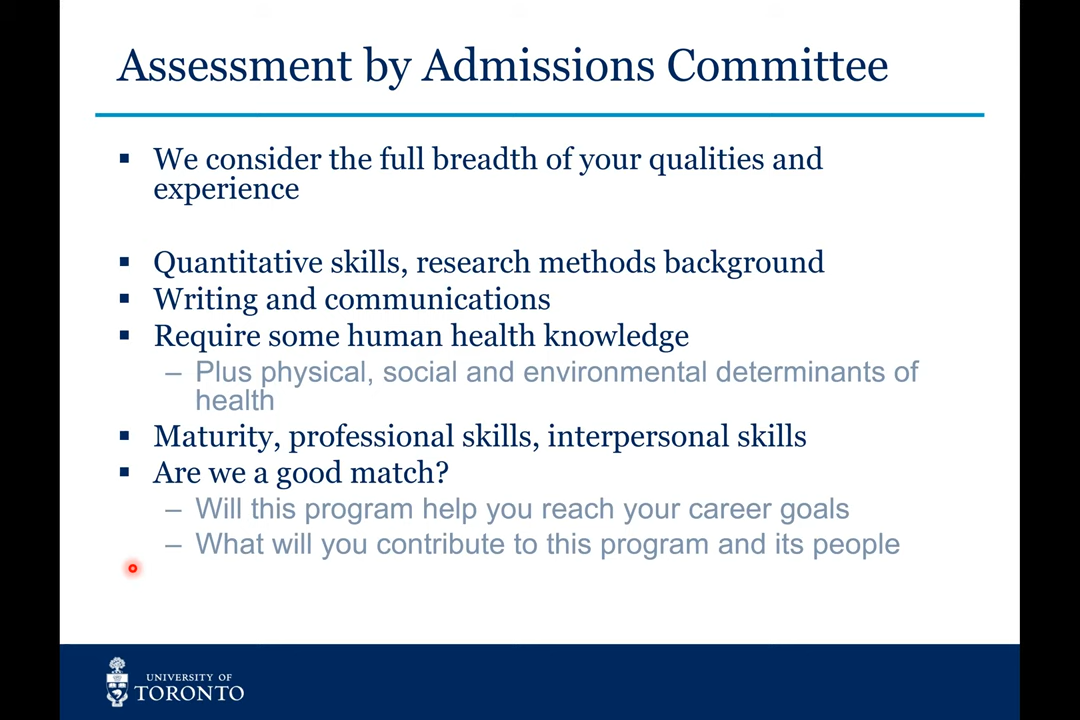 Assessment by Admissions Committee
▪ We consider the full breadth of your qualities and
experience
▪ Quantitative skills, research methods background
▪ Writing and communications
▪ Require some human health knowledge
– Plus physical, social and environmental determinants of
health
▪ Maturity, professional skills, interpersonal skills
▪ Are we a good match?
– Will this program help you reach your career goals
– What will you contribute to this program and its people
UNIVERSITY OF
TORONTO